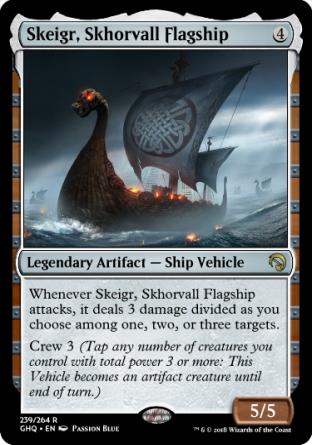 Skeigr, Skhorvall Flagship 4
Legendary Artifact — Ship Vehicle
Whenever Skeigr, Skhorvall Flagship
attacks, it deals 3 damage divided as you
choose among one, two, or three targets.
Crew 3 (Tap any number of creatures you
control with total power 3 or more: This
Vehicle becomes an artifact creature until
end of turn.)
5/5
239/264 R
GHQ • EN Passion Blue
™ & © 2018 Wizards of the Coast